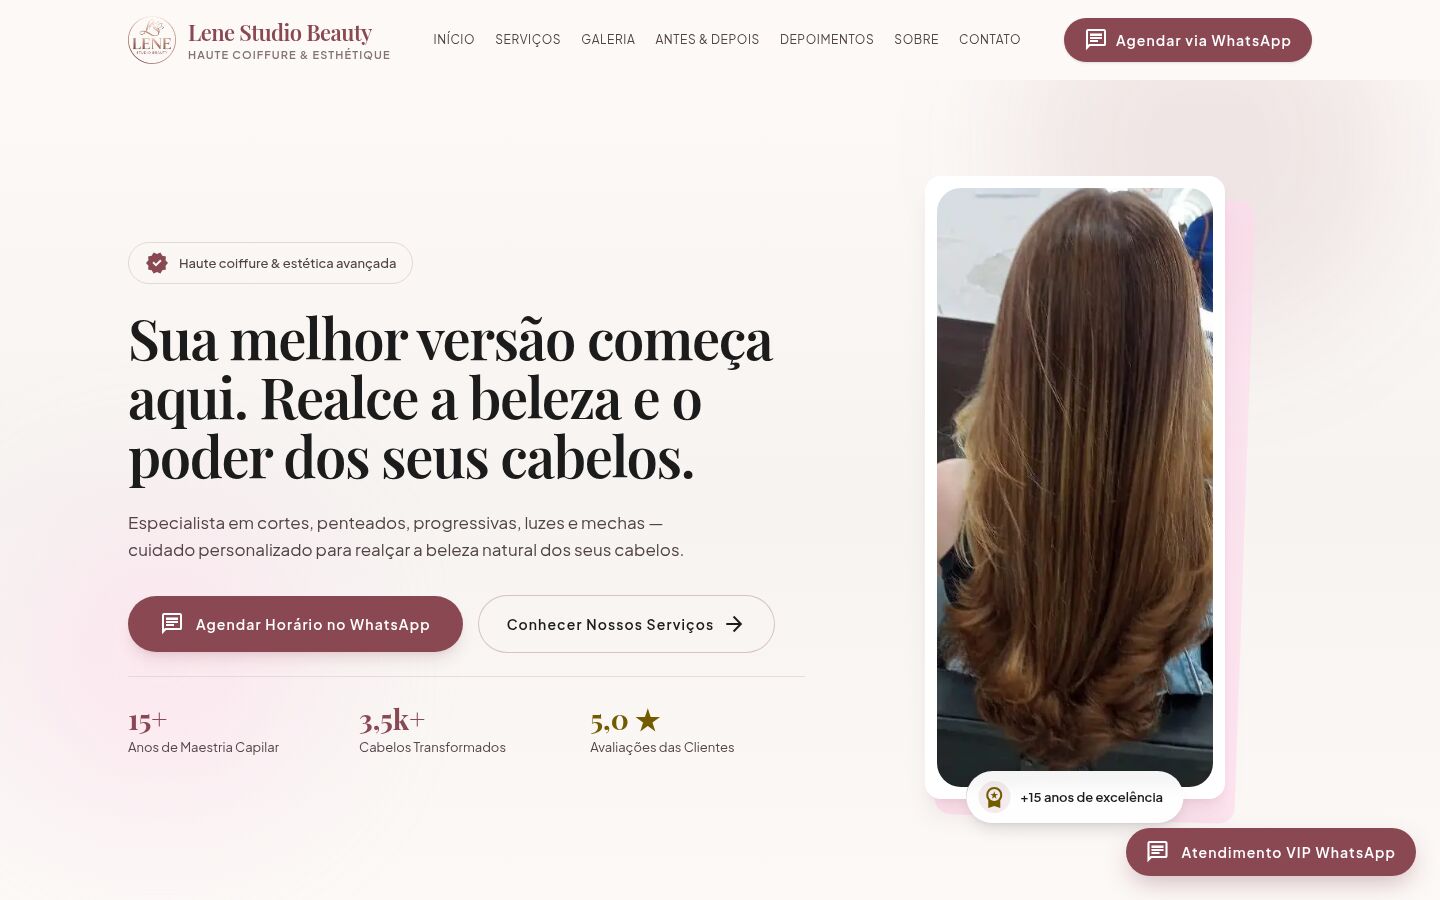 LENE
STUDIO BEAUTY
Lene Studio Beauty
HAUTE COIFFURE & ESTHÉTIQUE
INÍCIO
SERVIÇOS
GALERIA
ANTES & DEPOIS
DEPOIMENTOS
SOBRE
CONTATO
Agendar via WhatsApp
Haute coiffure & estética avançada
Sua melhor versão começa
aqui. Realce a beleza e o
poder dos seus cabelos.
Especialista em cortes, penteados, progressivas, luzes e mechas —
cuidado personalizado para realçar a beleza natural dos seus cabelos.
Agendar Horário no WhatsApp
Conhecer Nossos Serviços
15+
Anos de Maestria Capilar
3,5k+
Cabelos Transformados
5,0 ★
Avaliações das Clientes
+15 anos de excelência
Atendimento VIP WhatsApp